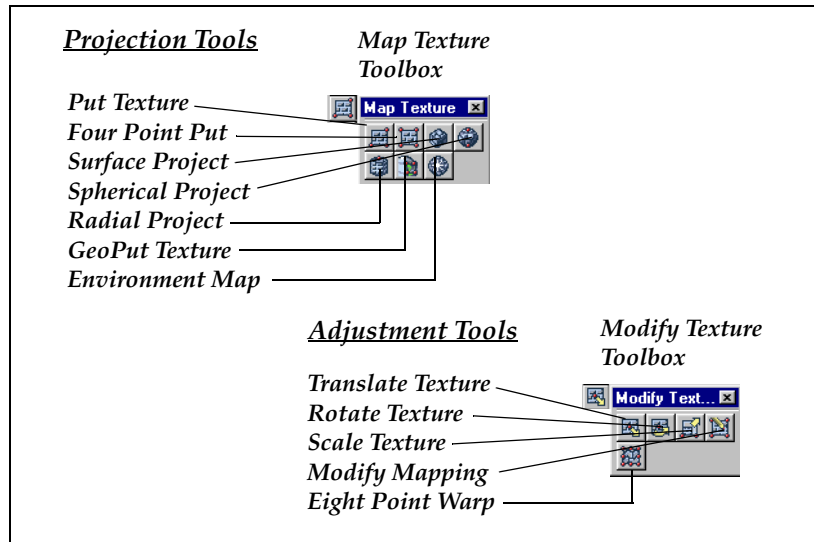 Projection Tools
Map Texture
Toolbox
Put Texture
Four Point Put
Surface Project
Spherical Project
Radial Project
GeoPut Texture
Environment Map
Map Texture
Adjustment Tools
Modify Texture
Toolbox
Translate Texture
Rotate Texture
Scale Texture
Modify Mapping
Eight Point Warp
Modify Text...